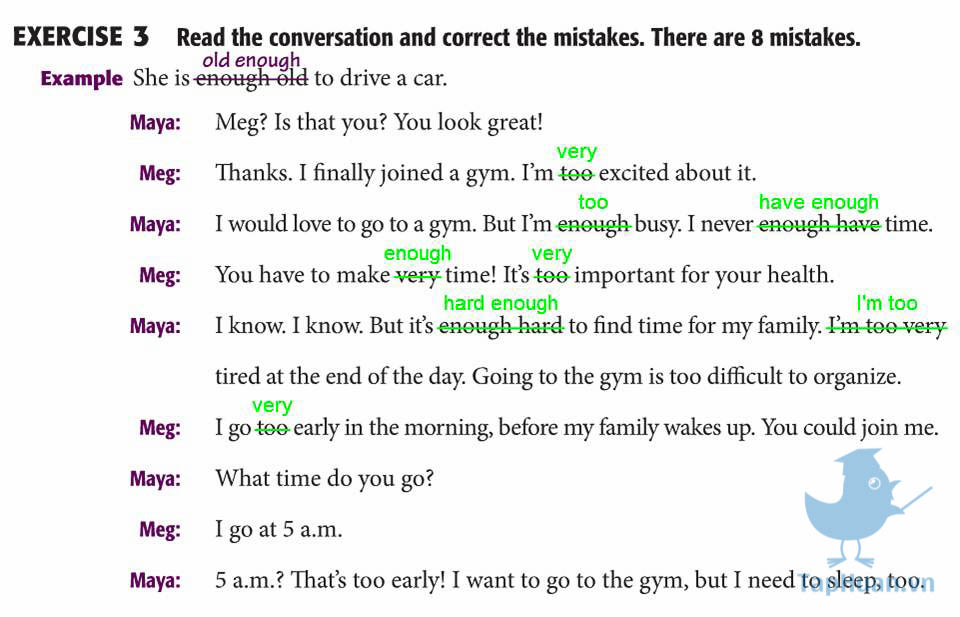 EXERCISE 3 Read the conversation and correct the mistakes. There are 8 mistakes.
old enough
Example She is enough old to drive a car.
Maya: Meg? Is that you? You look great!
very
Meg: Thanks. I finally joined a gym. I'm too excited about it.
too have enough
Maya: I would love to go to a gym. But I'm enough busy. I never enough have time.
enough very
Meg: You have to make very time! It's too important for your health.
hard enough I'm too
Maya: I know. I know. But it's enough hard to find time for my family. I'm too very
tired at the end of the day. Going to the gym is too difficult to organize.
very
Meg: I go too early in the morning, before my family wakes up. You could join me.
Maya: What time do you go?
Meg: I go at 5 a.m.
Maya: 5 a.m.? That's too early! I want to go to the gym, but I need to sleep, too.